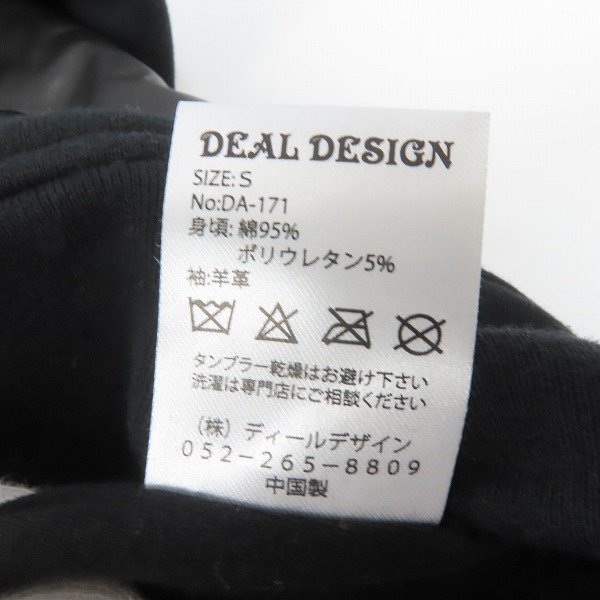 DEAL DESIGN
SIZE: S
No:DA-171
身頃: 綿95%
ポリウレタン5%
袖:羊革
タンブラー乾燥はお避け下さい
洗濯は専門店にご相談ください
（株）ディールデザイン
052-265-8809
中国製